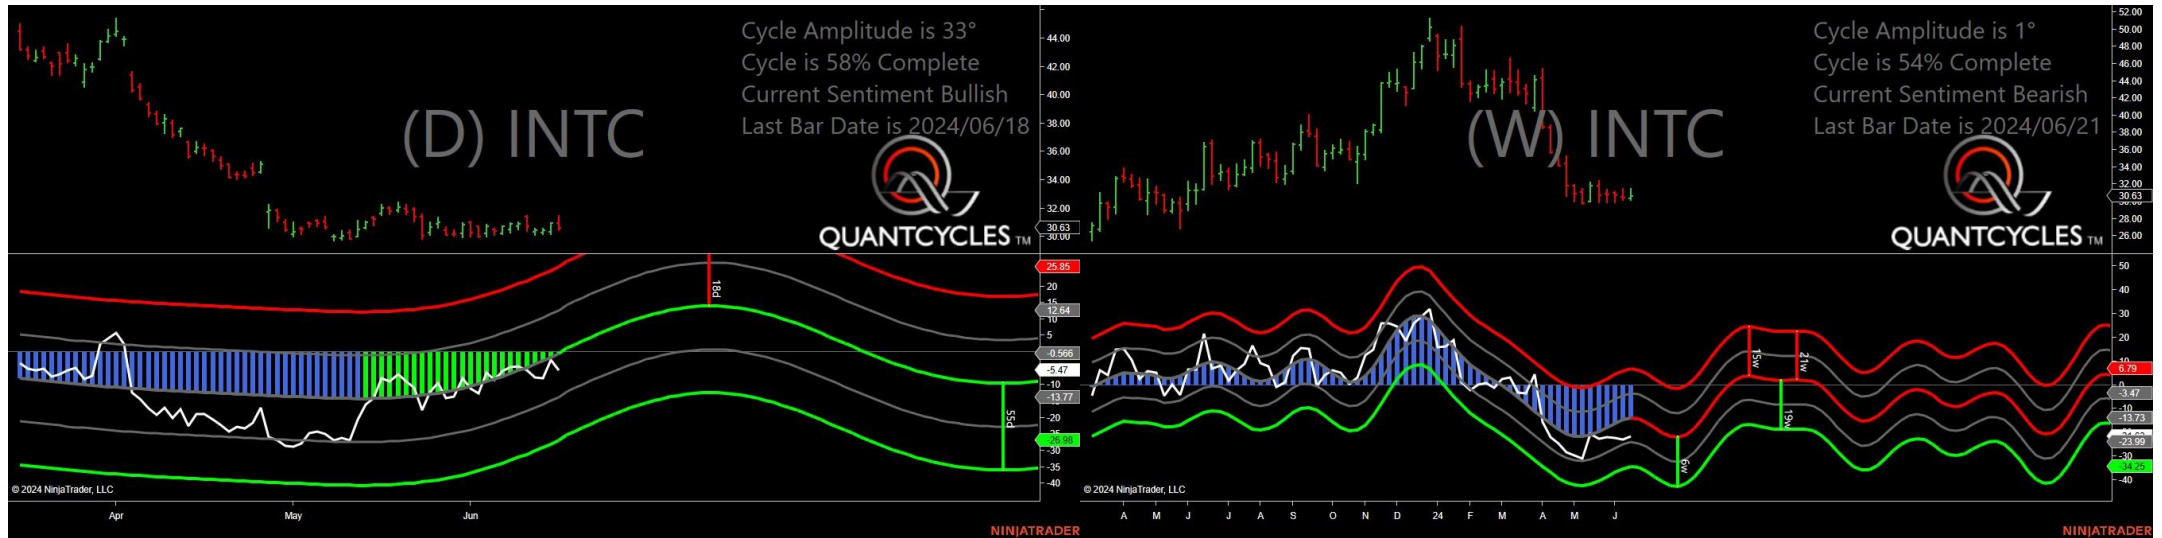 Cycle Amplitude is 33°
Cycle is 58% Complete
Current Sentiment Bullish
Last Bar Date is 2024/06/18
(D) INTC
QUANTCYCLES TM
44.00
42.00
40.00
38.00
36.00
34.00
32.00
30.63
30.00
25.85
20
15
12.64
10
5
-0.566
-5.47
-10
-13.77
-20
-26.98
-35
-40
18d
55d
© 2024 NinjaTrader, LLC
Apr May Jun
NINJATRADER
Cycle Amplitude is 1°
Cycle is 54% Complete
Current Sentiment Bearish
Last Bar Date is 2024/06/21
(W) INTC
QUANTCYCLES TM
52.00
50.00
48.00
46.00
44.00
42.00
40.00
38.00
36.00
34.00
32.00
30.63
28.00
26.00
50
40
30
20
10
6.79
0
-3.47
-10
-13.73
-23.99
-30
-34.25
-40
15w
21w
19w
6w
© 2024 NinjaTrader, LLC
A M J J A S O N D 24 F M A M J
NINJATRADER